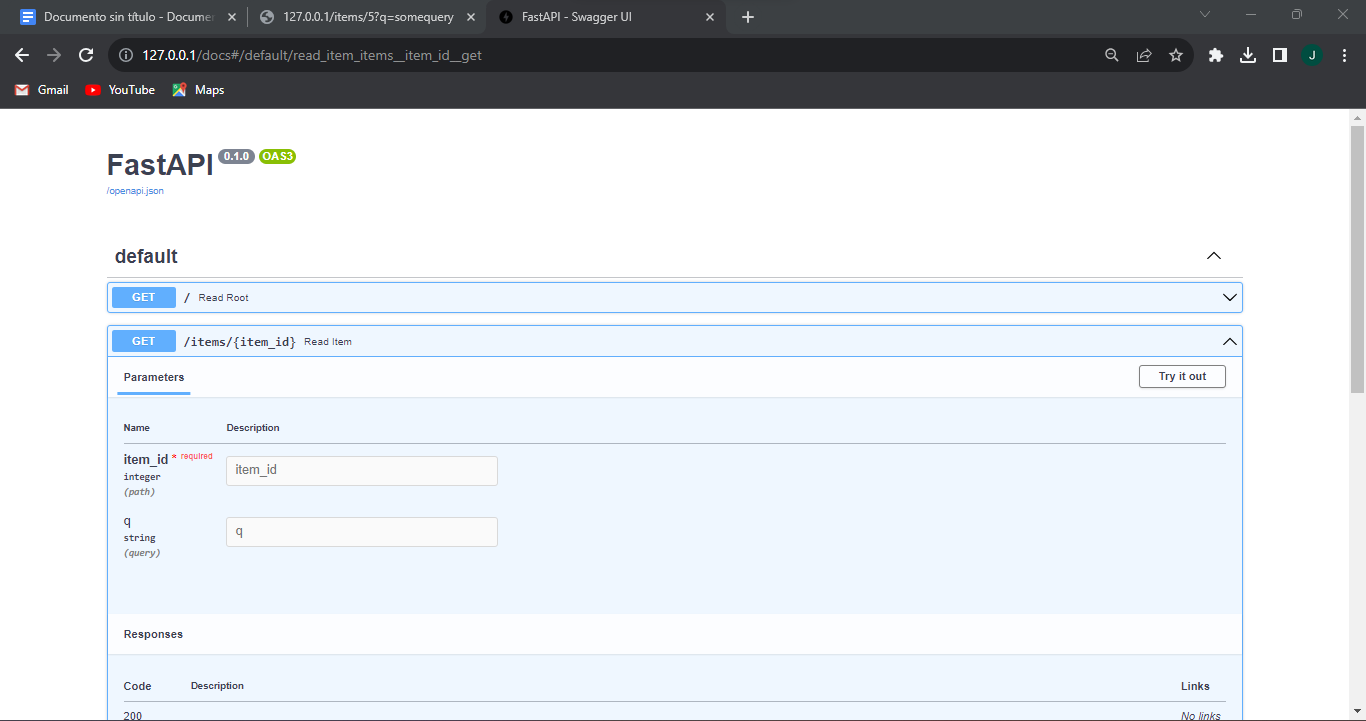 Documento sin título - Documen
127.0.0.1/items/5?q=somequery
FastAPI - Swagger UI
127.0.0.1/docs#/default/read_item_items__item_id__get
J
Gmail
YouTube
Maps
FastAPI 0.1.0 OAS3
/openapi.json
default
GET / Read Root
GET /items/{item_id} Read Item
Parameters
Try it out
Name Description
item_id * required
integer
(path)
item_id
q
string
(query)
q
Responses
Code Description Links
200 No links